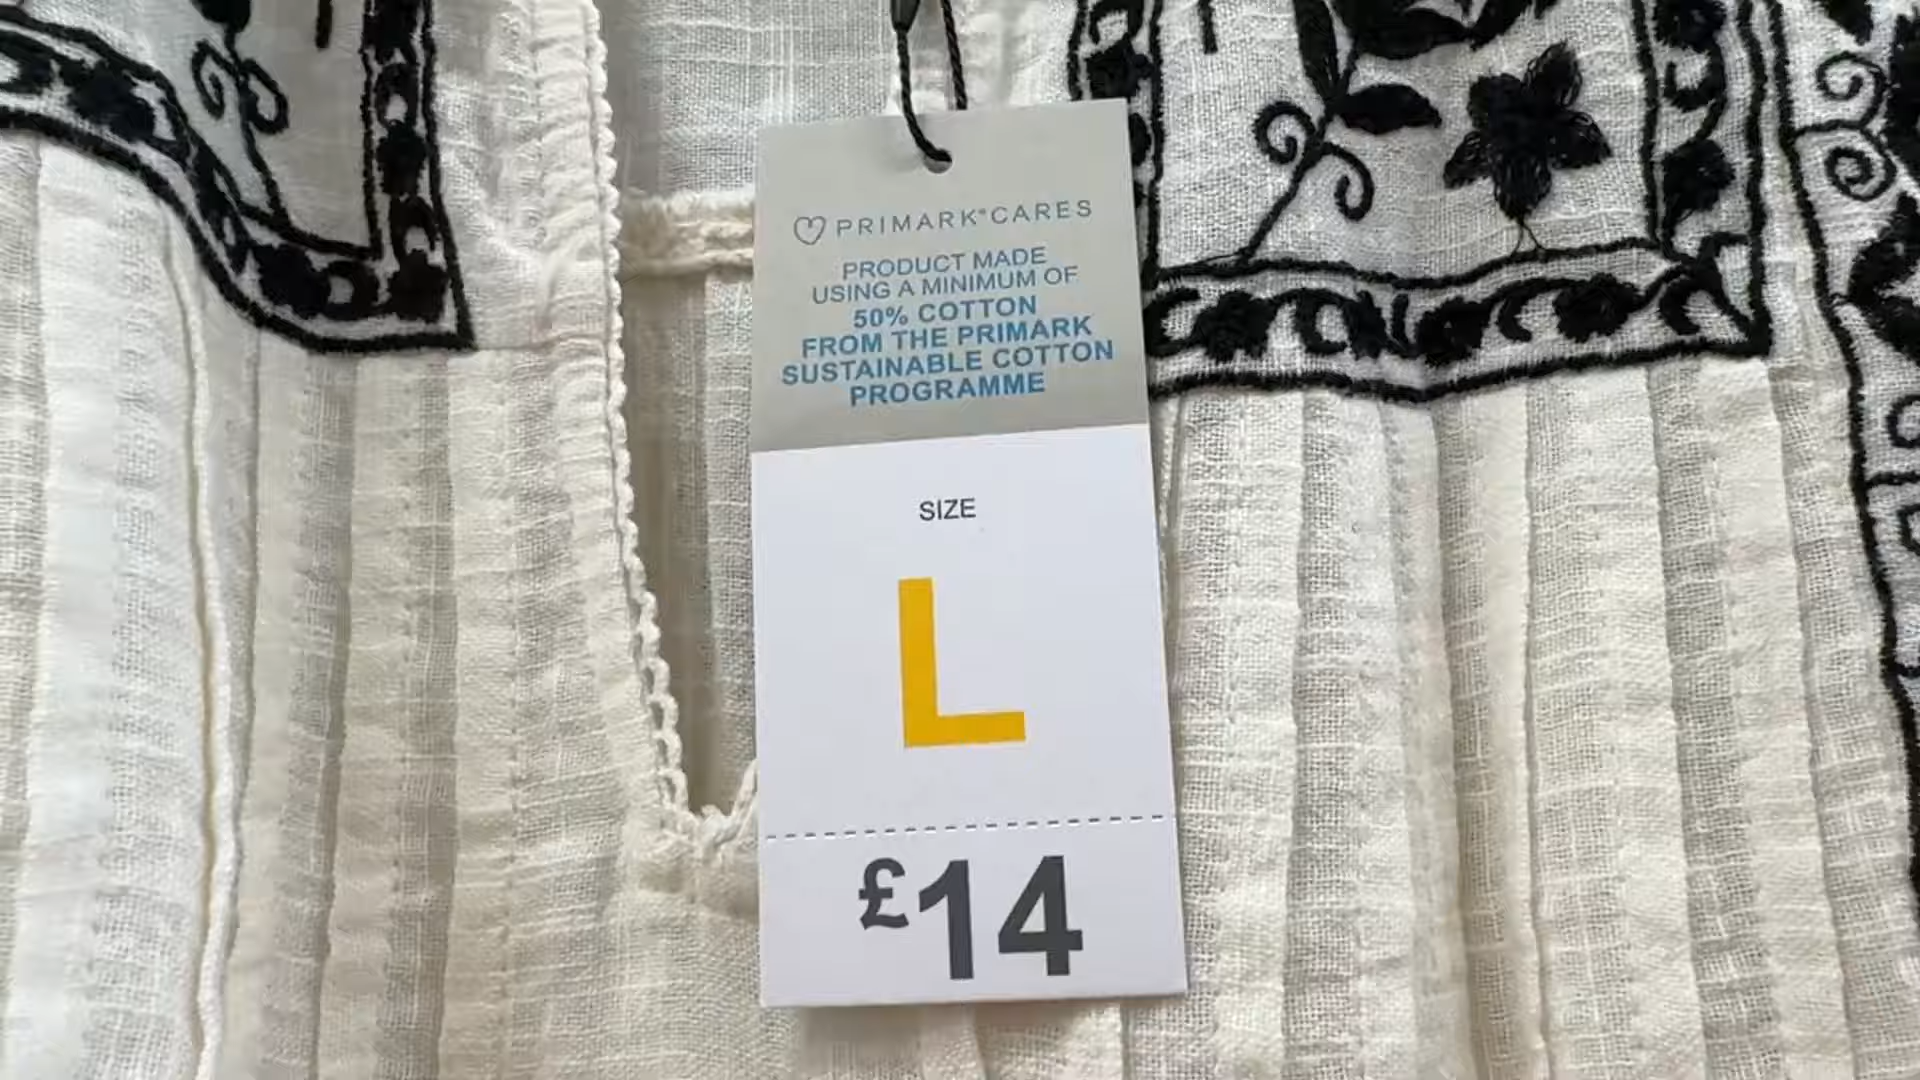 PRIMARK®CARES
PRODUCT MADE
USING A MINIMUM OF
50% COTTON
FROM THE PRIMARK
SUSTAINABLE COTTON
PROGRAMME
SIZE
L
£14